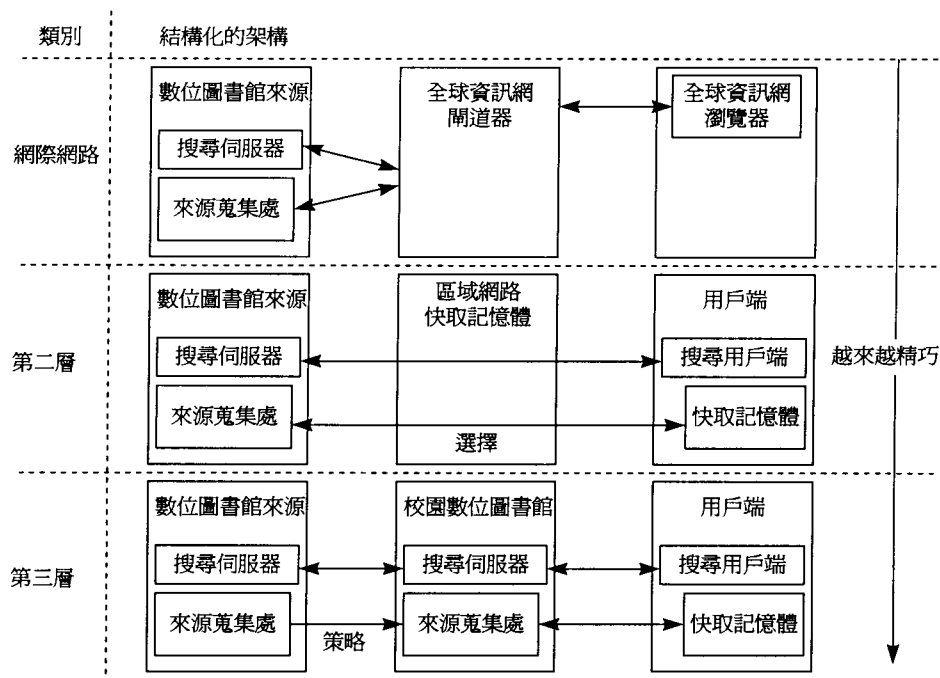 類別
結構化的架構
網際網路
數位圖書館來源
搜尋伺服器
來源蒐集處
全球資訊網
閘道器
全球資訊網
瀏覽器
第二層
數位圖書館來源
搜尋伺服器
來源蒐集處
區域網路
快取記憶體
選擇
用戶端
搜尋用戶端
快取記憶體
越來越精巧
第三層
數位圖書館來源
搜尋伺服器
來源蒐集處
策略
校園數位圖書館
搜尋伺服器
來源蒐集處
用戶端
搜尋用戶端
快取記憶體